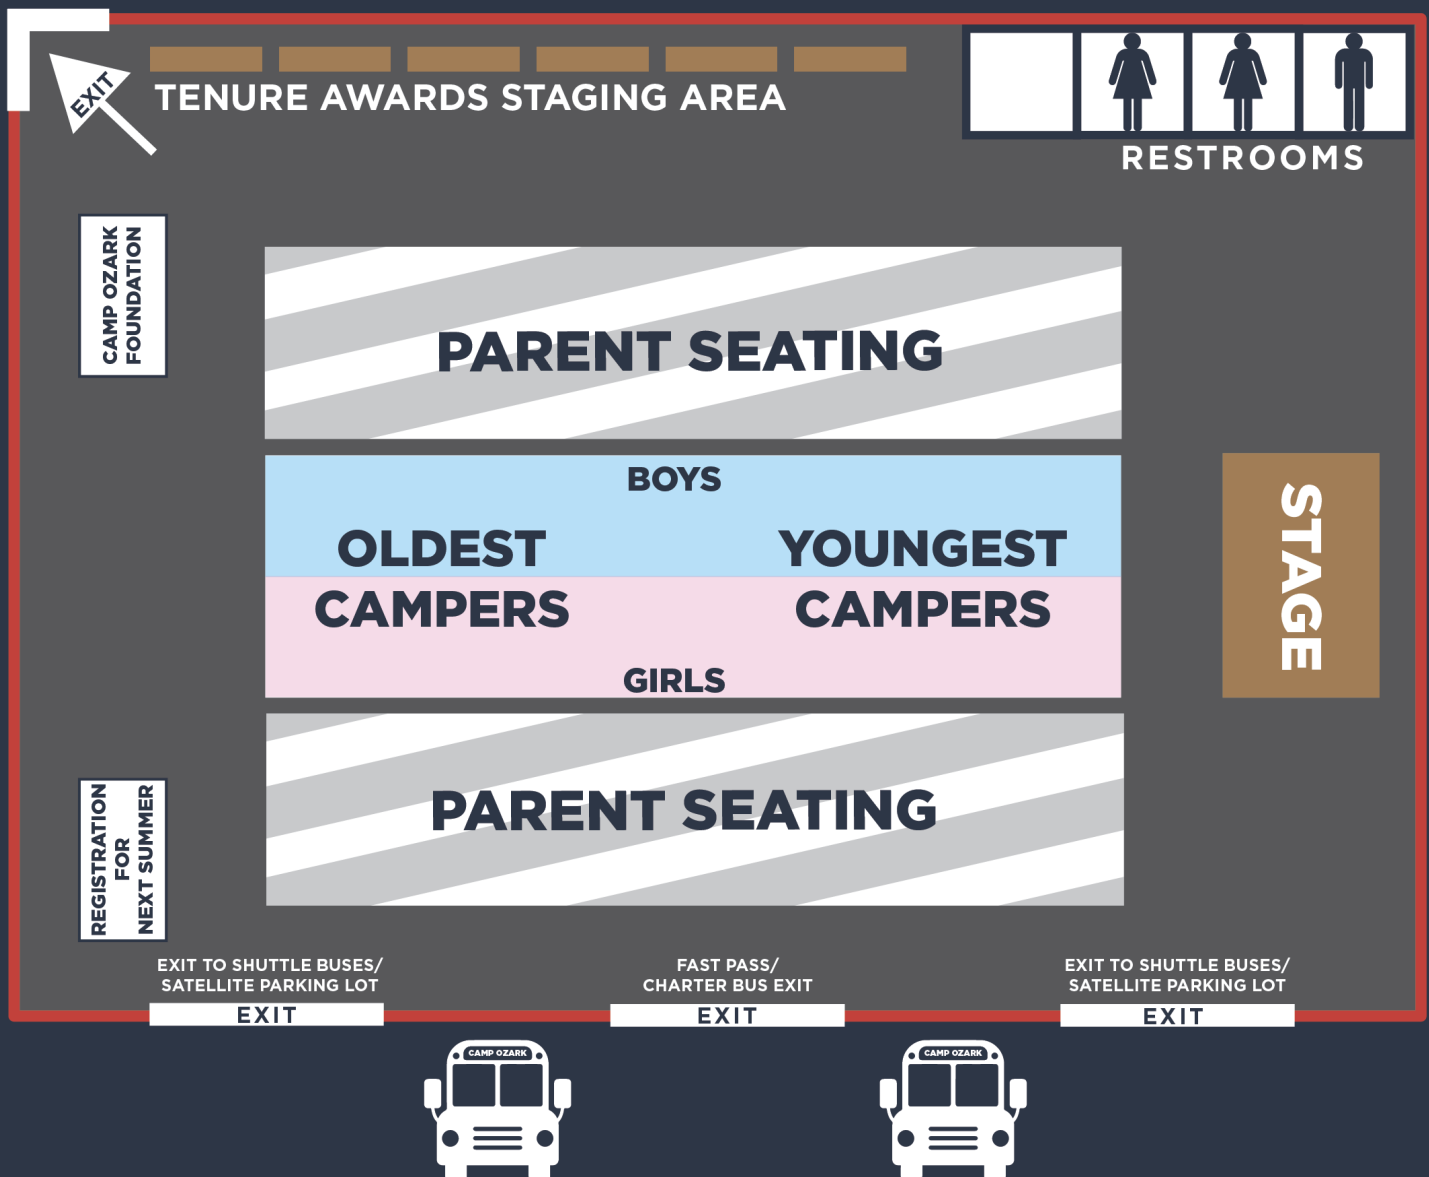 EXIT
TENURE AWARDS STAGING AREA
RESTROOMS
CAMP OZARK
FOUNDATION
PARENT SEATING
BOYS
OLDEST
CAMPERS
YOUNGEST
CAMPERS
GIRLS
STAGE
PARENT SEATING
REGISTRATION
FOR
NEXT SUMMER
EXIT TO SHUTTLE BUSES/
SATELLITE PARKING LOT
EXIT
FAST PASS/
CHARTER BUS EXIT
EXIT
EXIT TO SHUTTLE BUSES/
SATELLITE PARKING LOT
EXIT
CAMP OZARK
CAMP OZARK